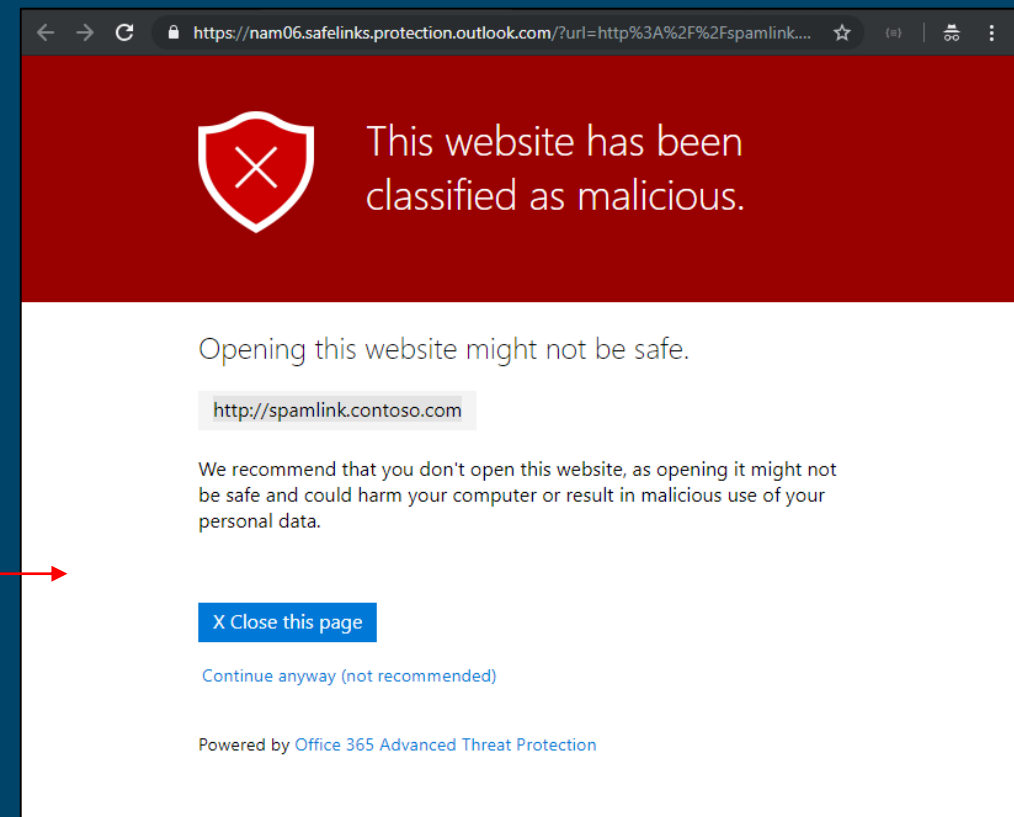 https://nam06.safelinks.protection.outlook.com/?url=http%3A%2F%2Fspamlink....
This website has been
classified as malicious.
Opening this website might not be safe.
http://spamlink.contoso.com
We recommend that you don't open this website, as opening it might not
be safe and could harm your computer or result in malicious use of your
personal data.
X Close this page
Continue anyway (not recommended)
Powered by Office 365 Advanced Threat Protection